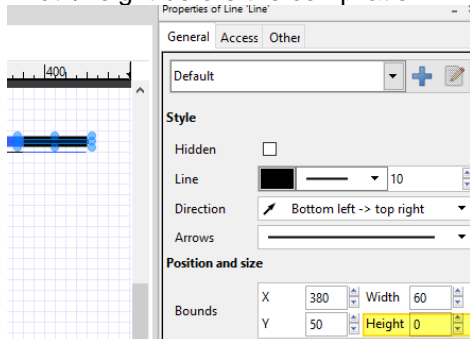 Properties of Line 'Line'
General Access Other
400
Default
Style
Hidden
Line 10
Direction Bottom left -> top right
Arrows
Position and size
Bounds X 380 Width 60
Y 50 Height 0